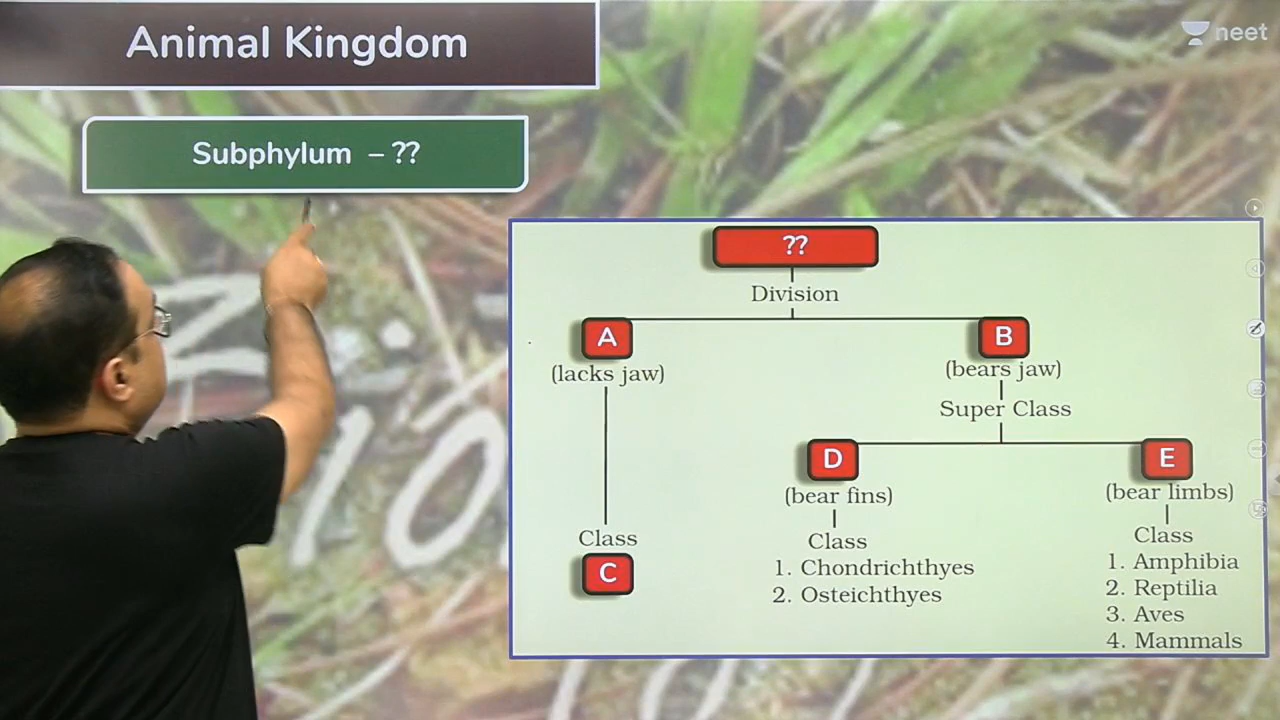 Animal Kingdom
neet
Subphylum – ??
??
Division
A
B
(lacks jaw)
(bears jaw)
Super Class
D
E
(bear fins)
(bear limbs)
Class
Class
Class
1. Chondrichthyes
2. Osteichthyes
1. Amphibia
2. Reptilia
3. Aves
4. Mammals
C